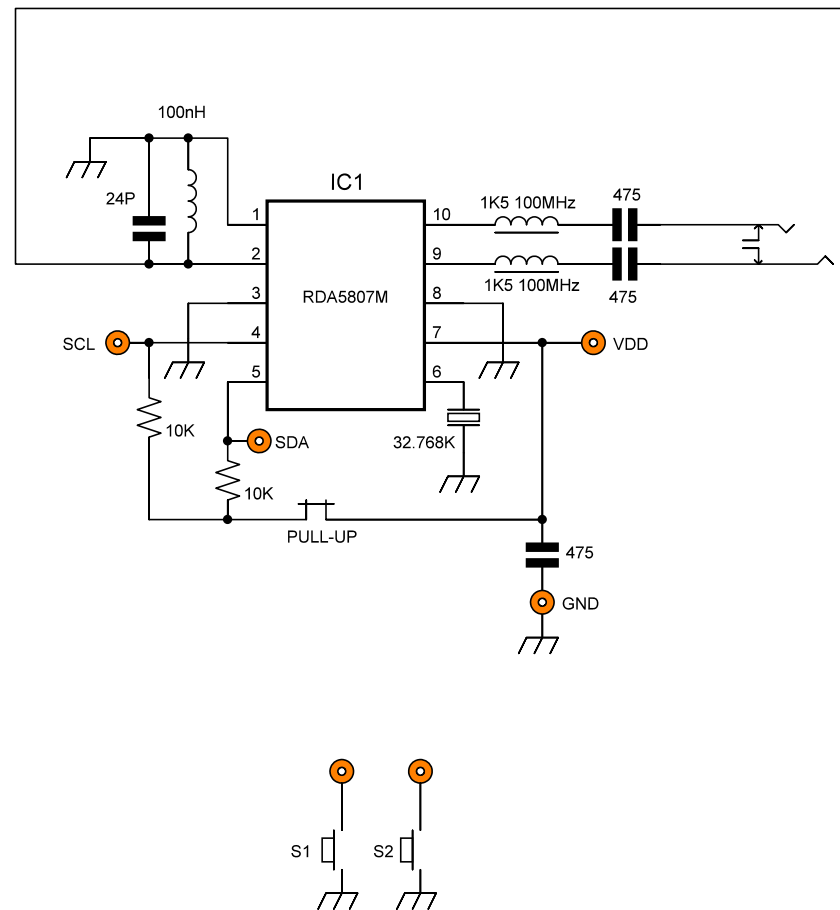 100nH
24P
IC1
1K5 100MHz
475
1 10
2 9
1K5 100MHz
475
RDA5807M
3 8
SCL
4 7
VDD
5 6
10K
SDA
32.768K
10K
PULL-UP
475
GND
S1
S2